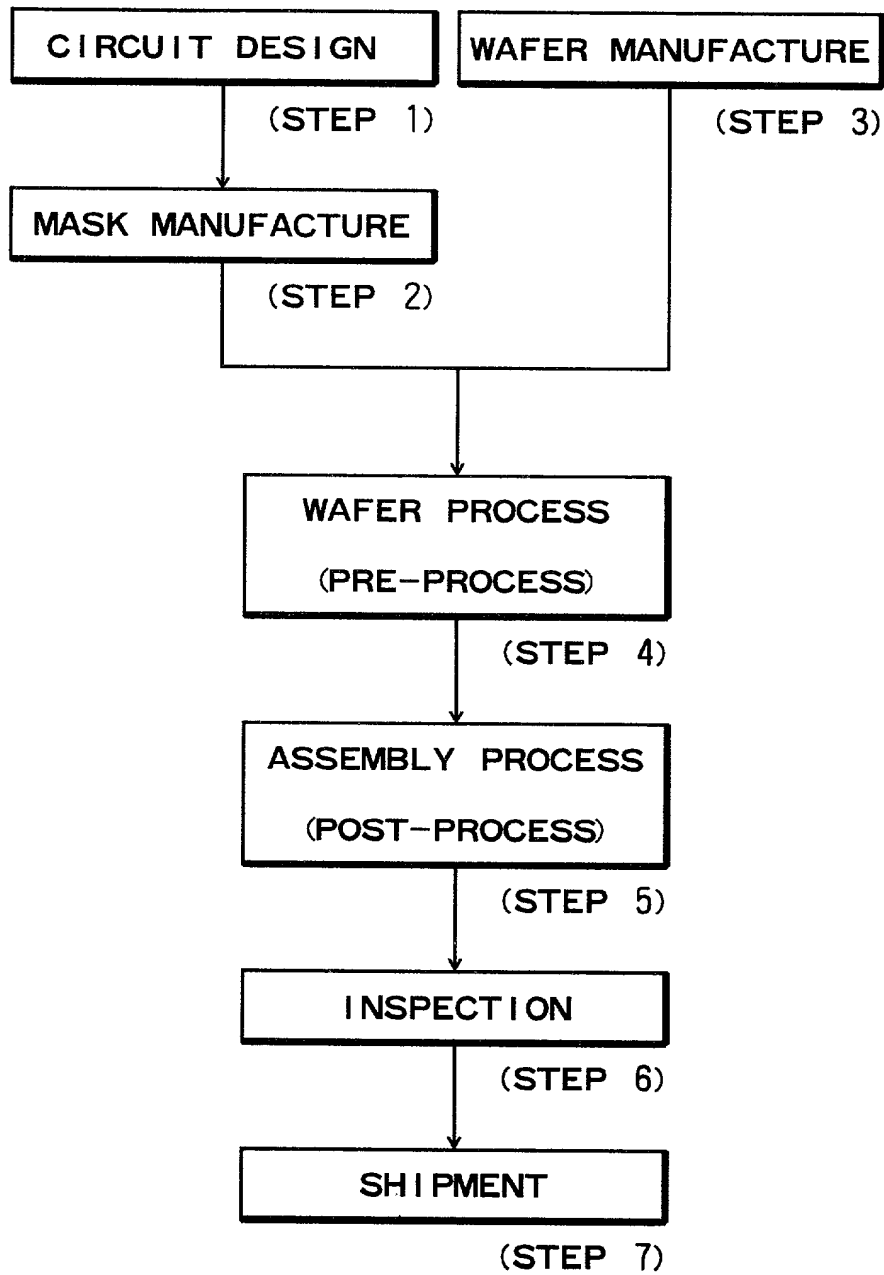 CIRCUIT DESIGN
(STEP 1)
WAFER MANUFACTURE
(STEP 3)
MASK MANUFACTURE
(STEP 2)
WAFER PROCESS
(PRE-PROCESS)
(STEP 4)
ASSEMBLY PROCESS
(POST-PROCESS)
(STEP 5)
INSPECTION
(STEP 6)
SHIPMENT
(STEP 7)